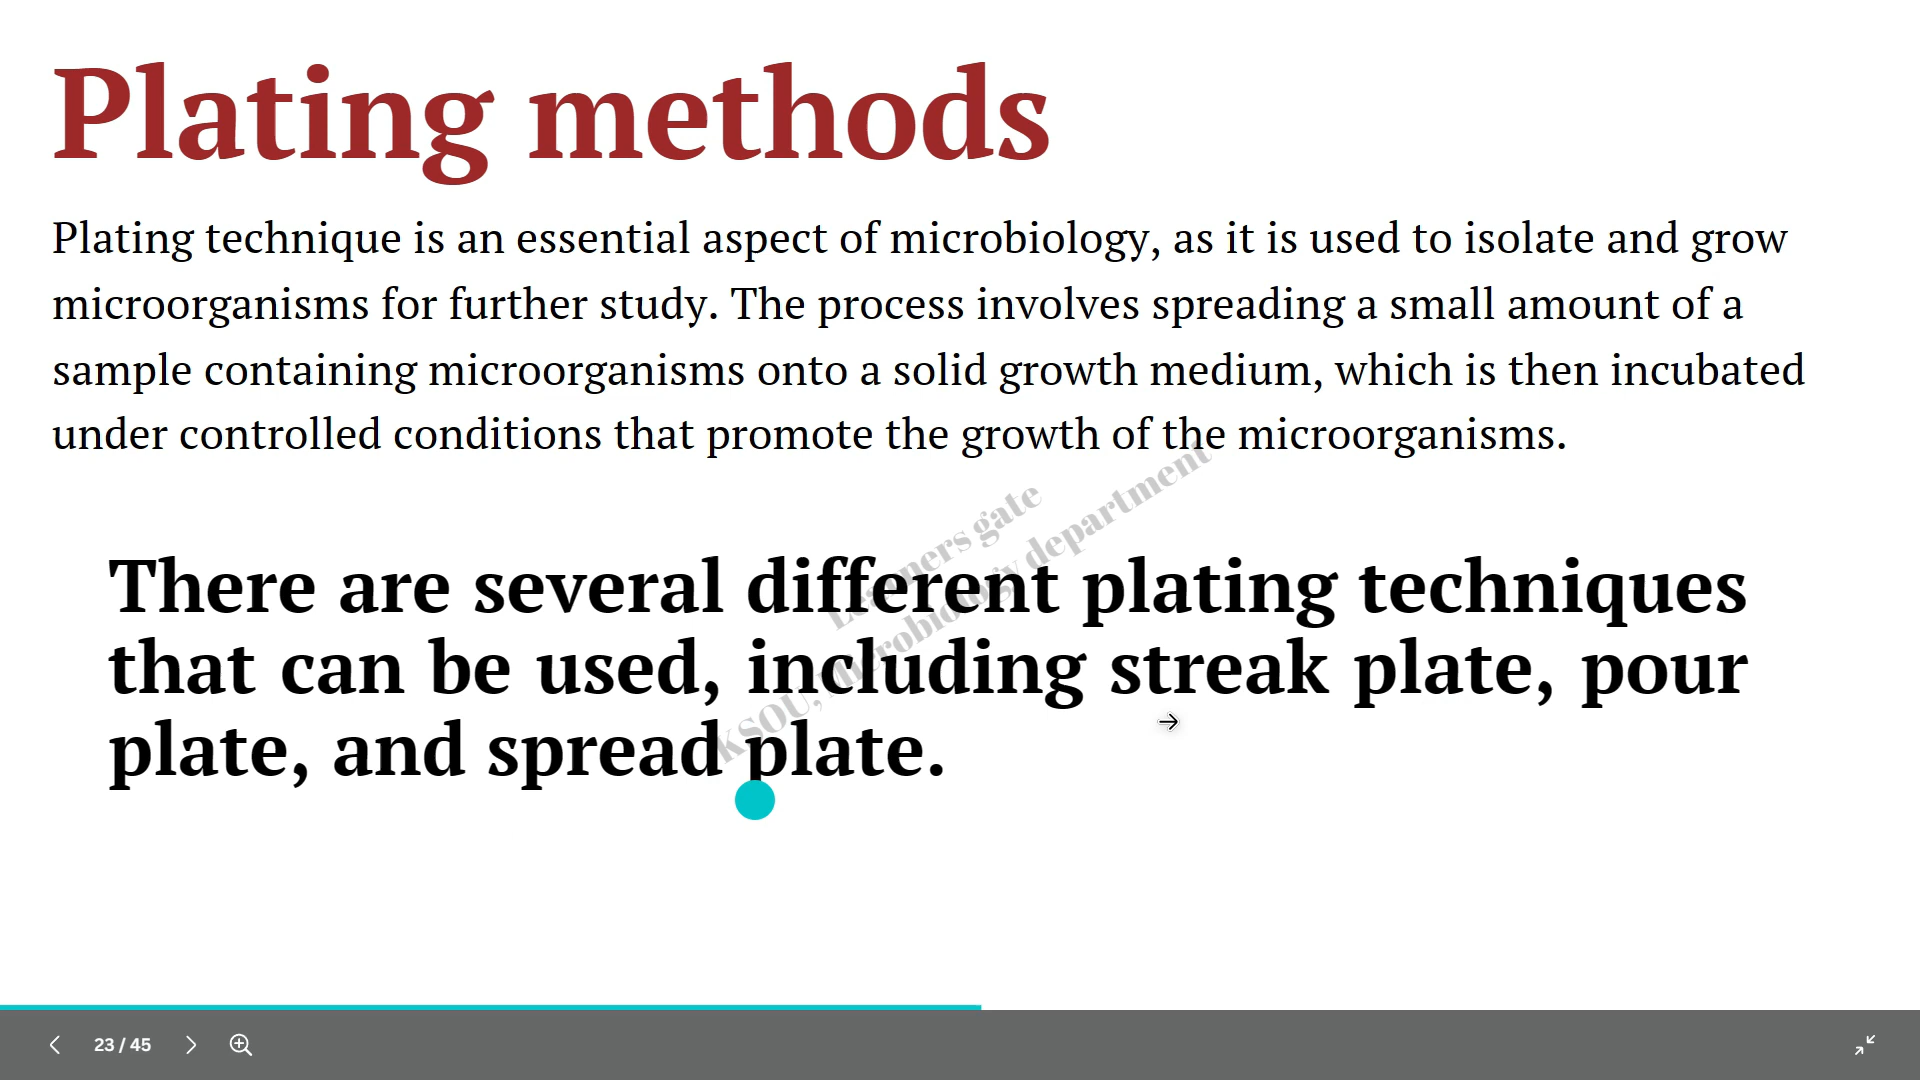 Plating methods
Plating technique is an essential aspect of microbiology, as it is used to isolate and grow
microorganisms for further study. The process involves spreading a small amount of a
sample containing microorganisms onto a solid growth medium, which is then incubated
under controlled conditions that promote the growth of the microorganisms.
Learners gate
KSOU, Microbiology department
There are several different plating techniques
that can be used, including streak plate, pour
plate, and spread plate.
23 / 45